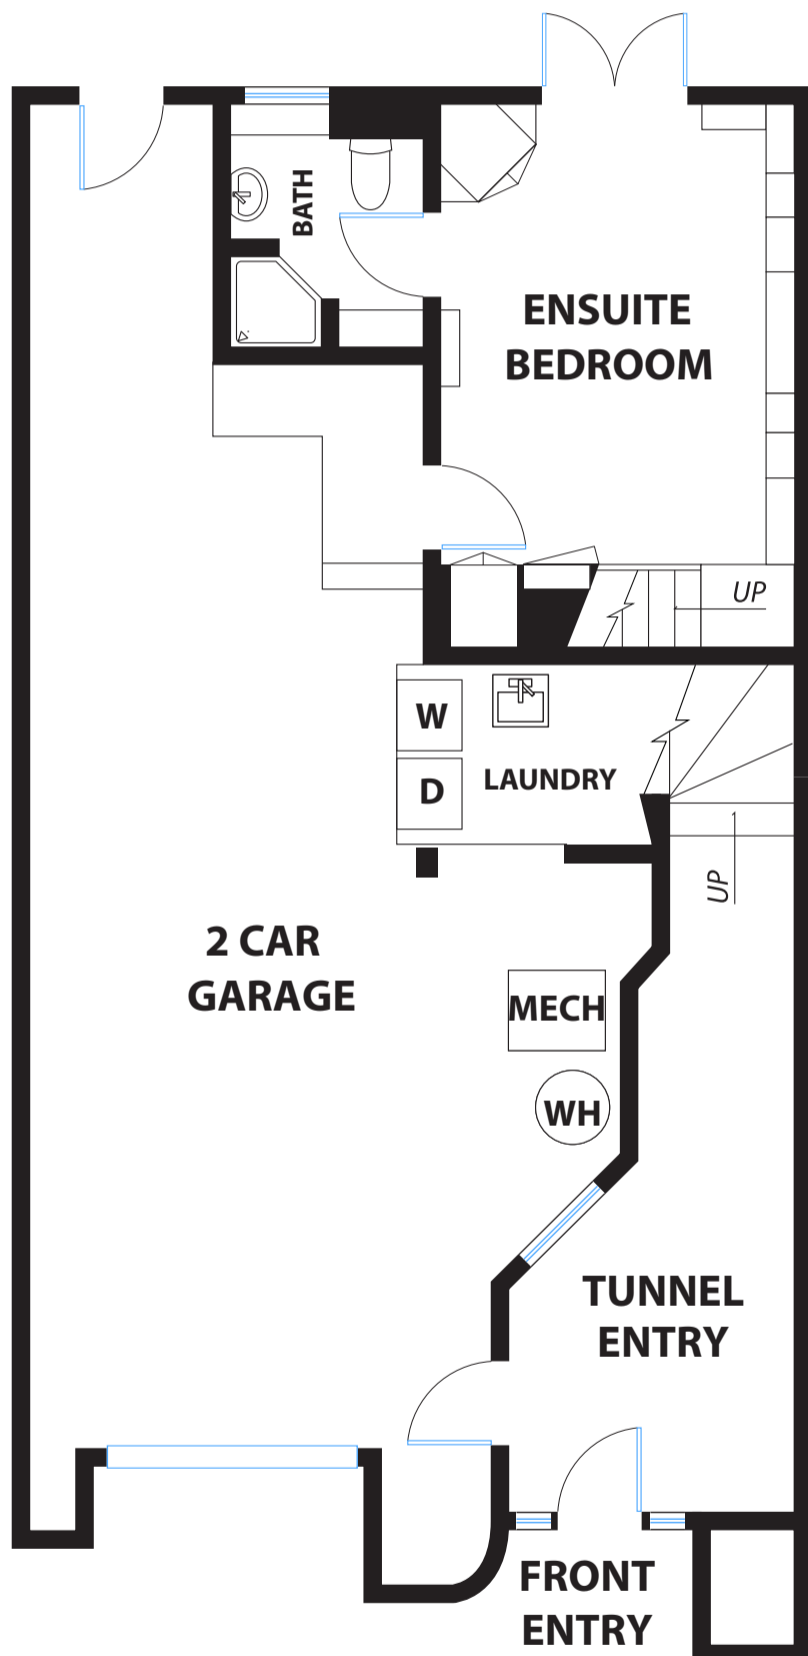 BATH
ENSUITE
BEDROOM
UP
W
D
LAUNDRY
UP
2 CAR
GARAGE
MECH
WH
TUNNEL
ENTRY
FRONT
ENTRY